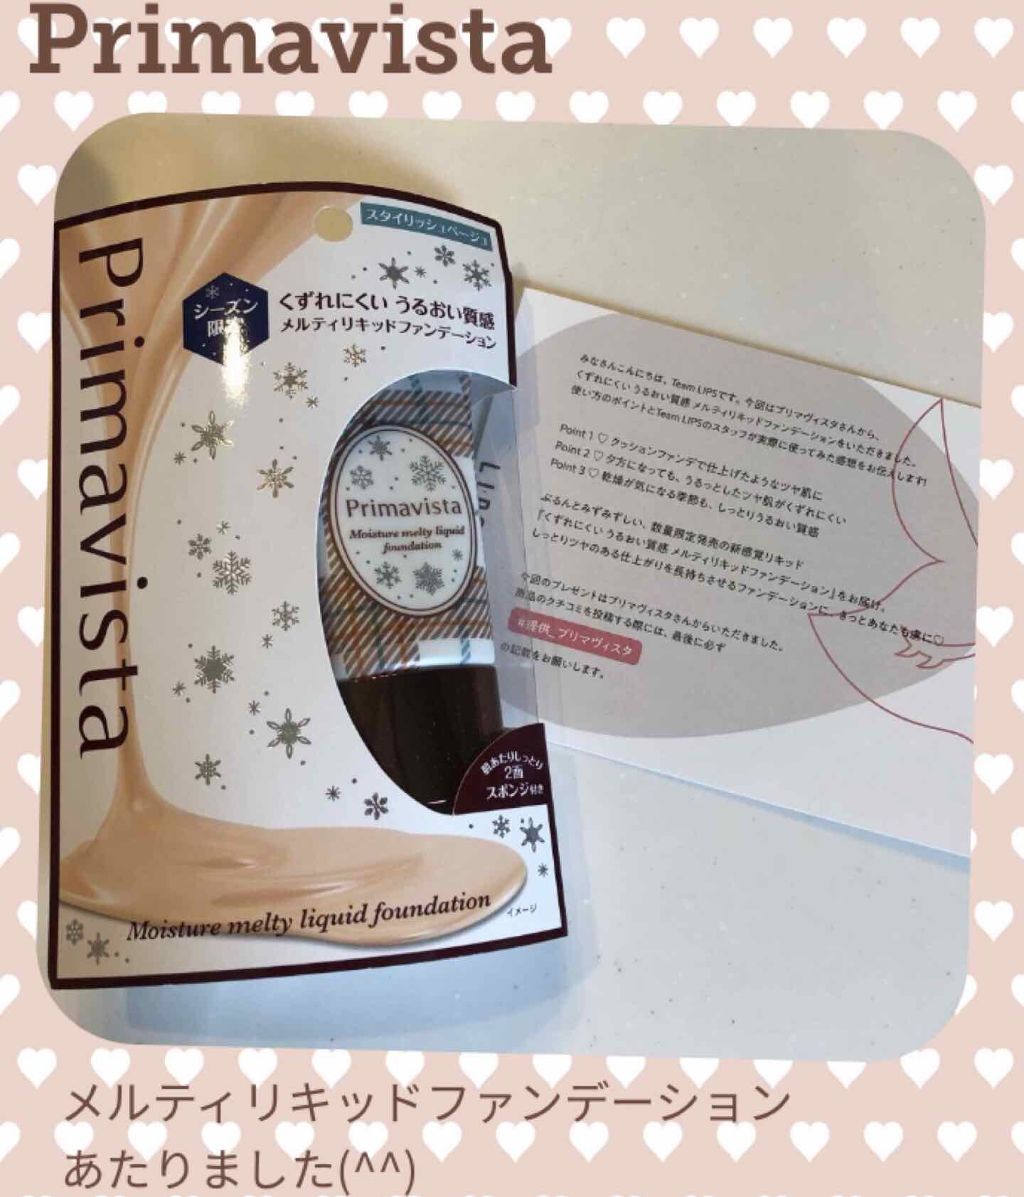 Primavista
Primavista
スタイリッシュベージュ
シーズン
限定
くずれにくい うるおい質感
メルティリキッドファンデーション
Primavista
Moisture melty liquid
foundation
肌あたりしっとり
2面
スポンジ付き
Moisture melty liquid foundation
イメージ
みなさんこんにちは、Team LIPSです。今回はプリマヴィスタさんから、
くずれにくい うるおい質感 メルティリキッドファンデーションをいただきました。
使い方のポイントとTeam LIPSのスタッフが実際に使ってみた感想をお伝えします!
Point 1 ♡ クッションファンデで仕上げたようなツヤ肌に
Point 2 ♡ 夕方になっても、うるっとしたツヤ肌がくずれにくい
Point 3 ♡ 乾燥が気になる季節も、しっとりうるおい質感
ぷるんとみずみずしい、数量限定発売の新感覚リキッド
『くずれにくい うるおい質感 メルティリキッドファンデーション』をお届け。
しっとりツヤのある仕上がりを長持ちさせるファンデーションに、きっとあなたも虜に♡
今回のプレゼントはプリマヴィスタさんからいただきました。
商品のクチコミを投稿する際には、最後に必ず
#提供_プリマヴィスタ
の記載をお願いします。
メルティリキッドファンデーション
あたりました(^^)